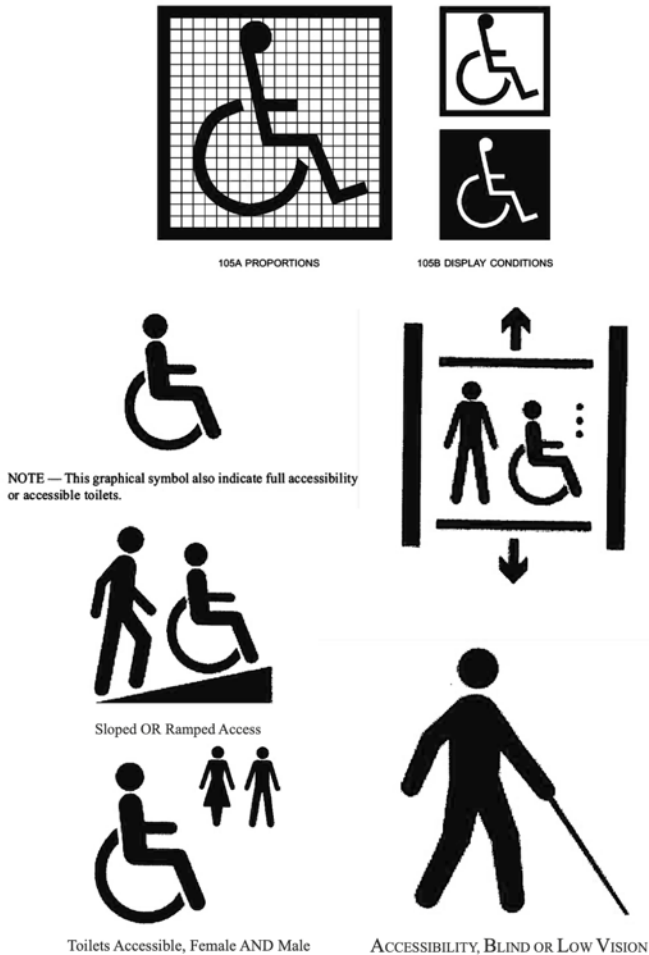 105A PROPORTIONS
105B DISPLAY CONDITIONS
NOTE — This graphical symbol also indicate full accessibility
or accessible toilets.
Sloped OR Ramped Access
Toilets Accessible, Female AND Male
ACCESSIBILITY, BLIND OR LOW VISION